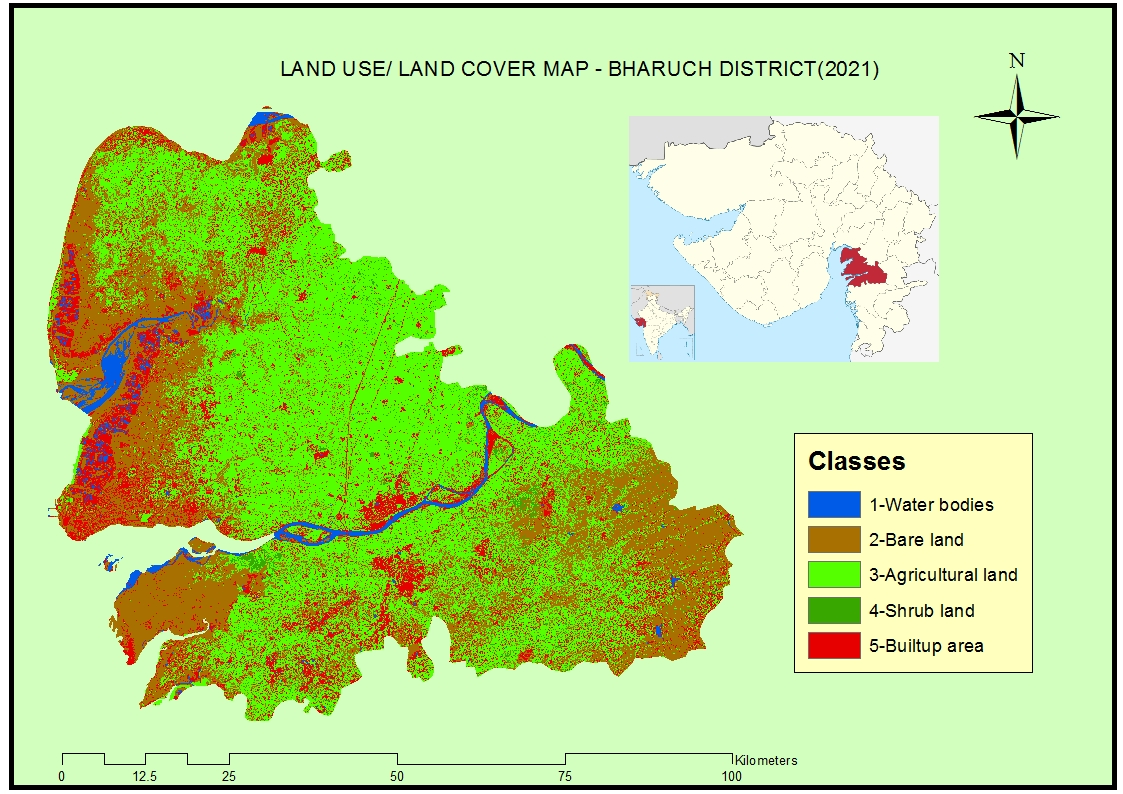 LAND USE/ LAND COVER MAP - BHARUCH DISTRICT(2021)
N
Classes
1-Water bodies
2-Bare land
3-Agricultural land
4-Shrub land
5-Builtup area
Kilometers
0 12.5 25 50 75 100